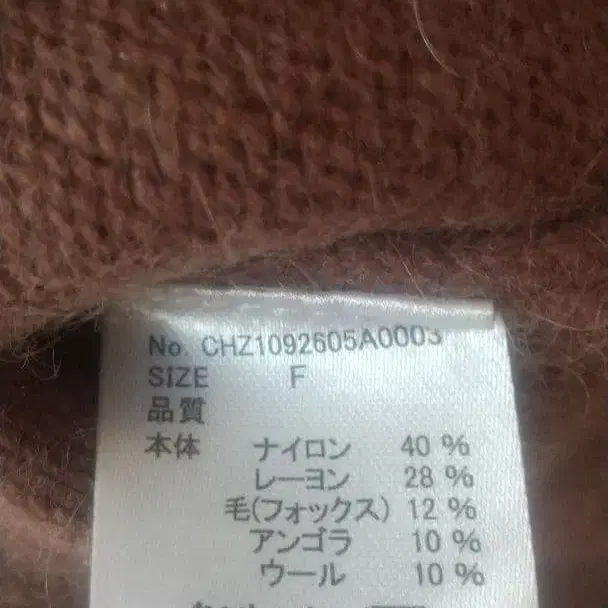 No. CHZ1092605A0003
SIZE F
品質
本体 ナイロン 40 %
レーヨン 28 %
毛(フォックス) 12 %
アンゴラ 10 %
ウール 10 %